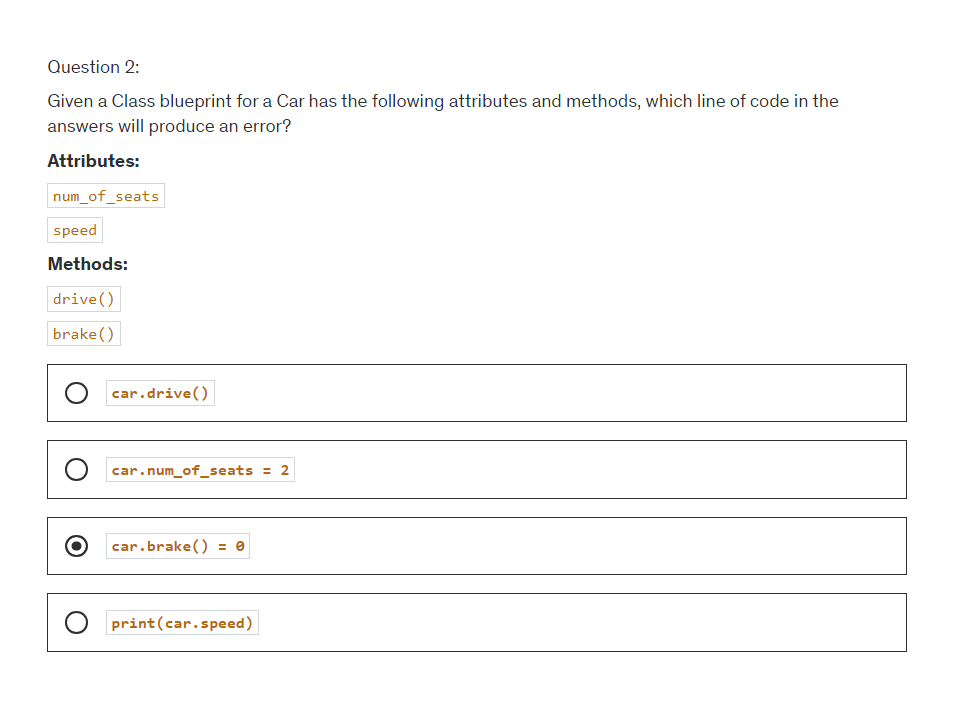 Question 2:
Given a Class blueprint for a Car has the following attributes and methods, which line of code in the
answers will produce an error?
Attributes:
num_of_seats
speed
Methods:
drive()
brake()
car.drive()
car.num_of_seats = 2
car.brake() = 0
print(car.speed)